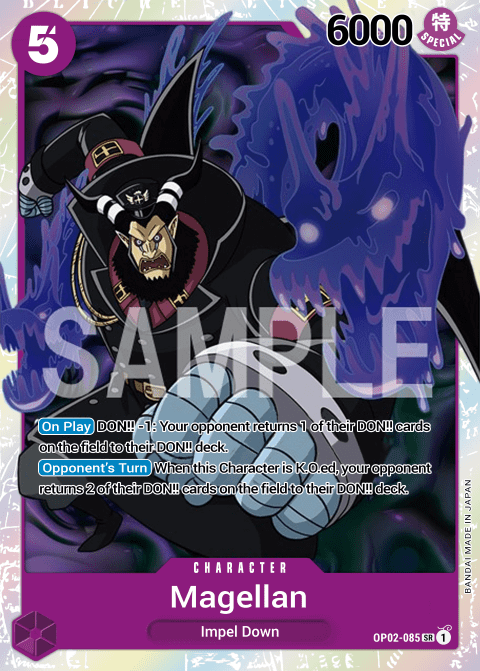 5
6000
特
SPECIAL
SAMPLE
On Play DON!! -1: Your opponent returns 1 of their DON!! cards
on the field to their DON!! deck.
Opponent's Turn When this Character is K.O.ed, your opponent
returns 2 of their DON!! cards on the field to their DON!! deck.
BANDAI MADE IN JAPAN
CHARACTER
Magellan
Impel Down
OP02-085 SR 1